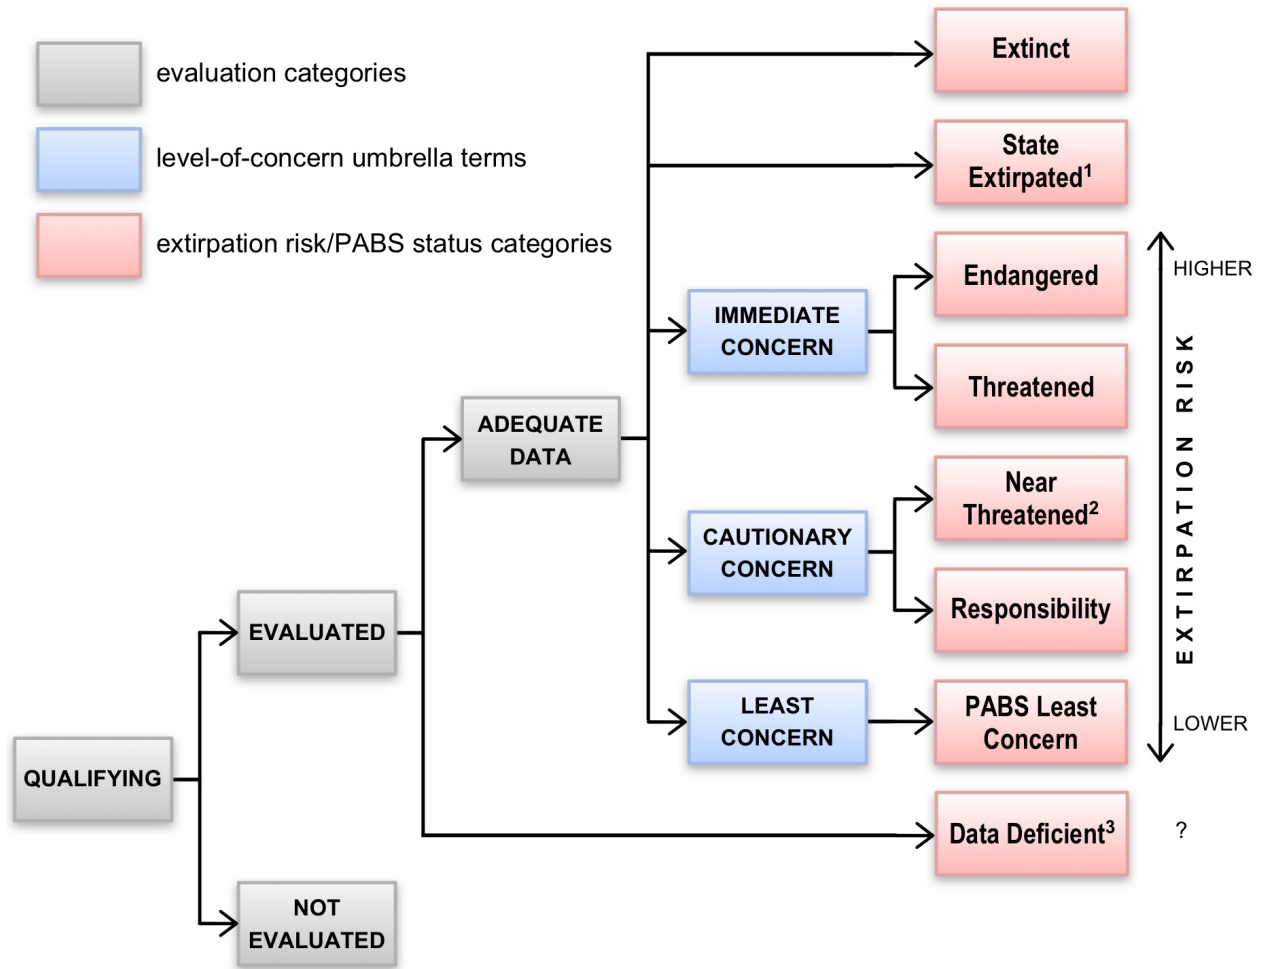 evaluation categories
level-of-concern umbrella terms
extirpation risk/PABS status categories
Extinct
State
Extirpated¹
Endangered
Threatened
Near
Threatened²
Responsibility
PABS Least
Concern
Data Deficient³
HIGHER
EXTIRPATION RISK
LOWER
?
IMMEDIATE
CONCERN
CAUTIONARY
CONCERN
LEAST
CONCERN
ADEQUATE
DATA
EVALUATED
QUALIFYING
NOT
EVALUATED